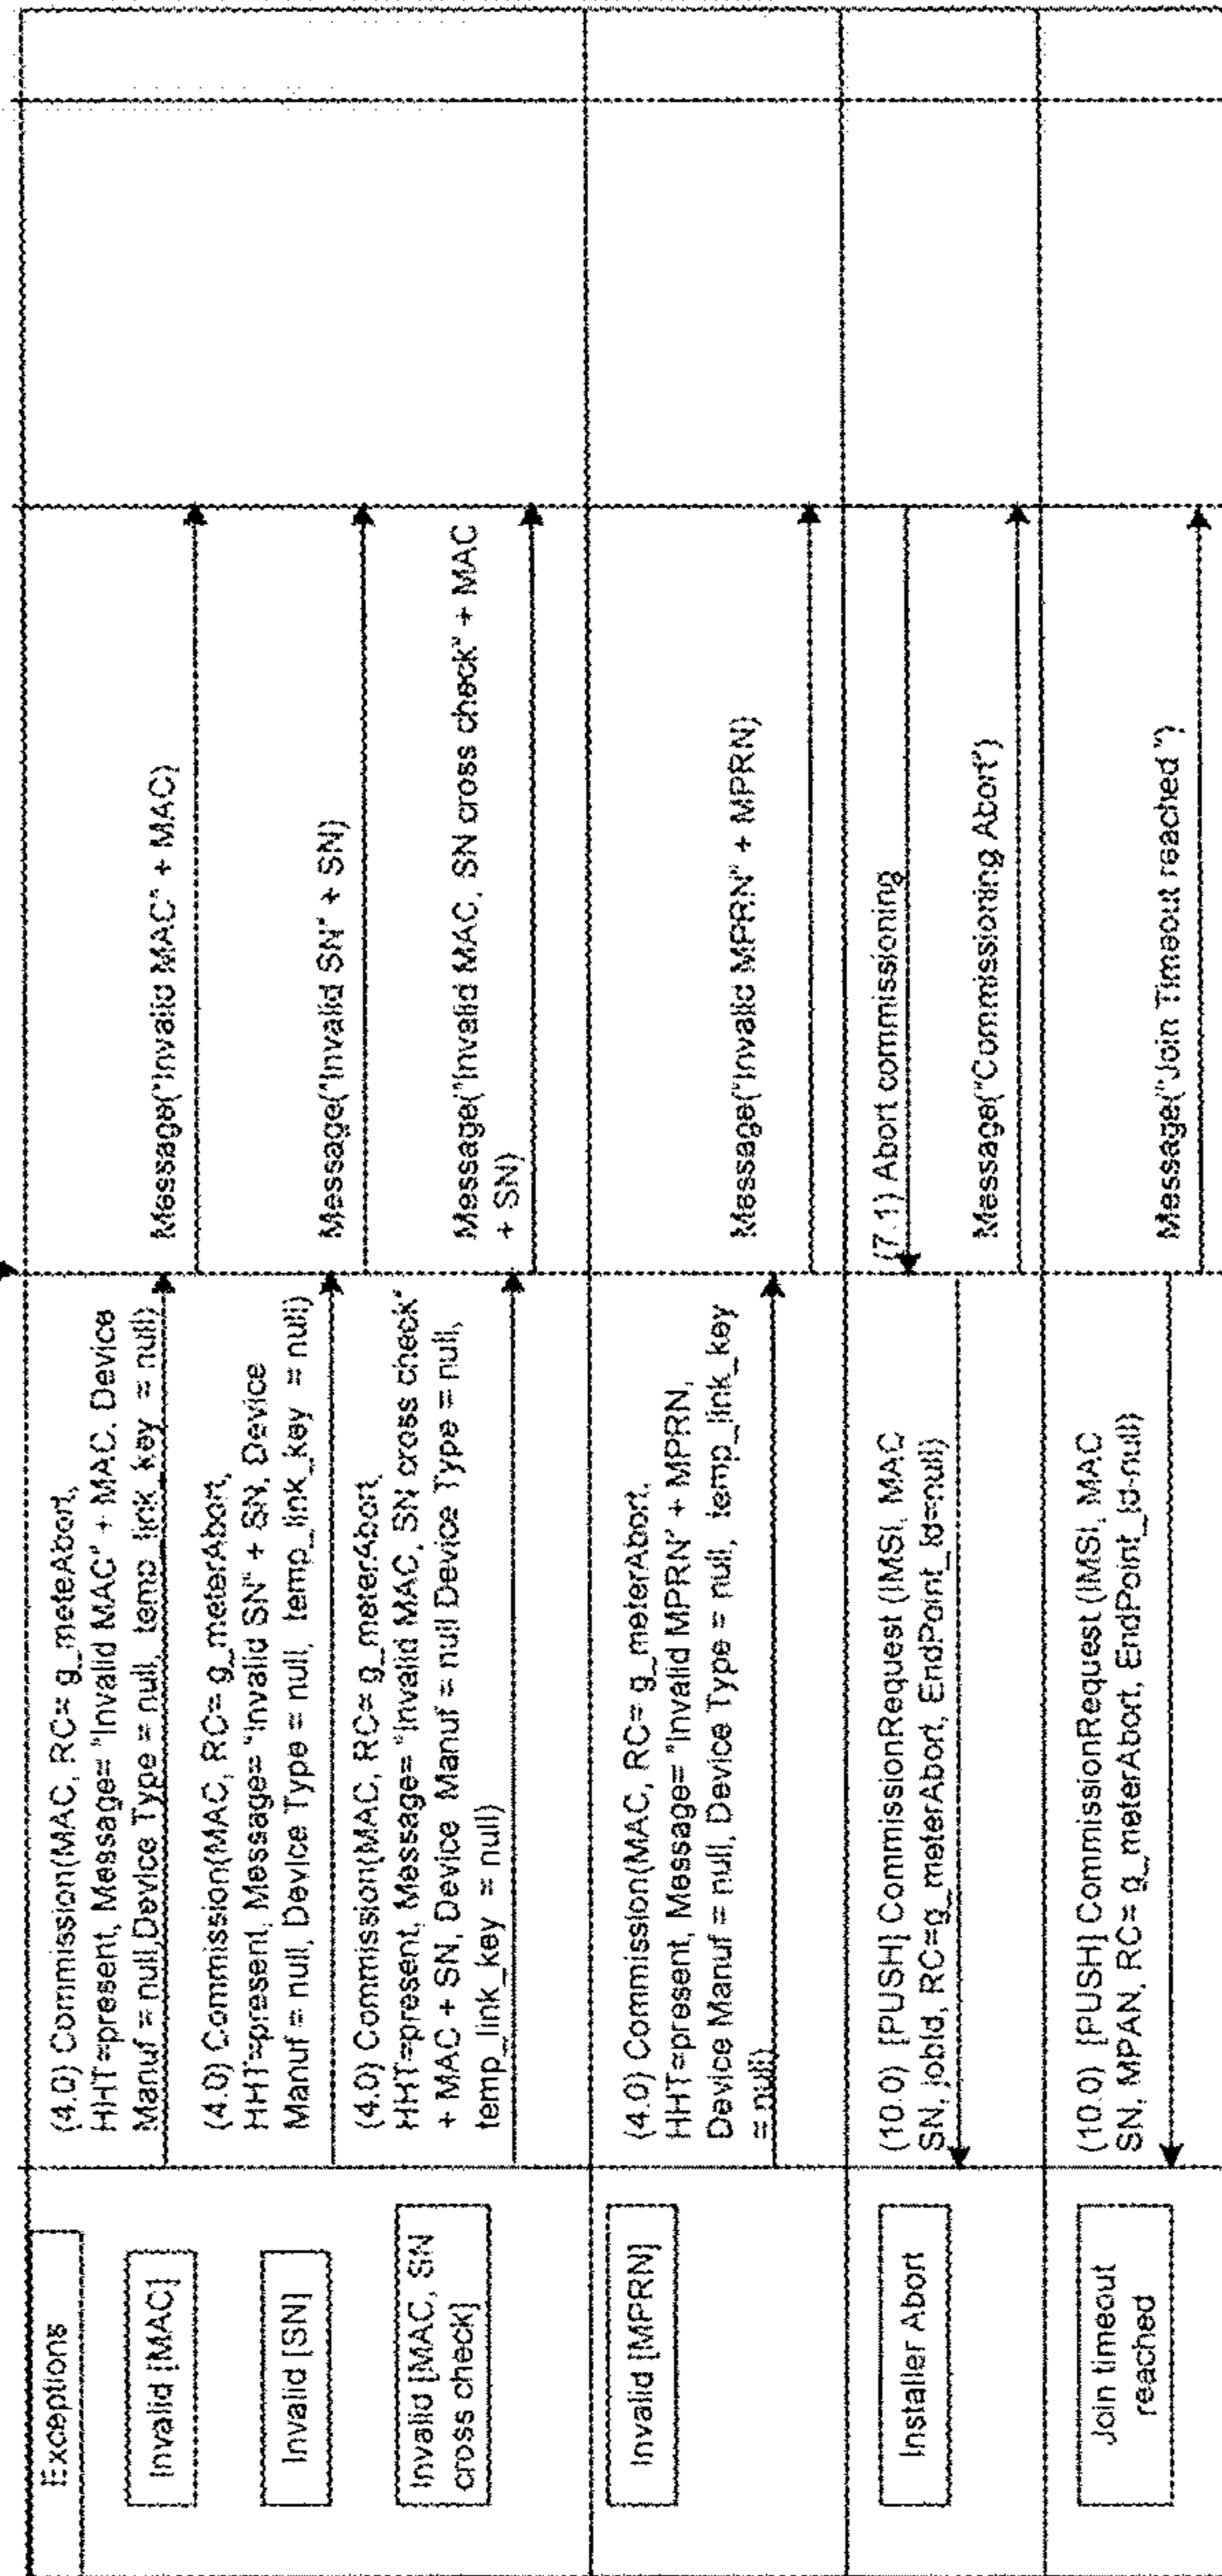 Exceptions
Invalid [MAC]
(4.0) Commission(MAC, RC= g_meteAbort,
HHT=present, Message= "Invalid MAC" + MAC, Device
Manuf = null,Device Type = null, temp_link_key = null)
Message("Invalid MAC" + MAC)
Invalid [SN]
(4.0) Commission(MAC, RC= g_meterAbort,
HHT=present, Message= "Invalid SN" + SN, Device
Manuf = null, Device Type = null, temp_link_key = null)
Message("Invalid SN" + SN)
Invalid [MAC, SN
cross check]
(4.0) Commission(MAC, RC= g_meterAbort,
HHT=present, Message= "Invalid MAC, SN cross check"
+ MAC + SN, Device Manuf = null Device Type = null,
temp_link_key = null)
Message("Invalid MAC, SN cross check" + MAC
+ SN)
Invalid [MPRN]
(4.0) Commission(MAC, RC= g_meterAbort,
HHT=present, Message= "Invalid MPRN" + MPRN,
Device Manuf = null, Device Type = null, temp_link_key
= null)
Message("Invalid MPRN" + MPRN)
Installer Abort
(7.1) Abort commissioning
(10.0) [PUSH] CommissionRequest (IMSI, MAC
SN, jobId, RC=g_meterAbort, EndPoint_Id=null)
Message("Commissioning Abort")
Join timeout
reached
(10.0) [PUSH] CommissionRequest (IMSI, MAC
SN, MPAN, RC= g_meterAbort, EndPoint_Id-null)
Message("Join Timeout reached ")